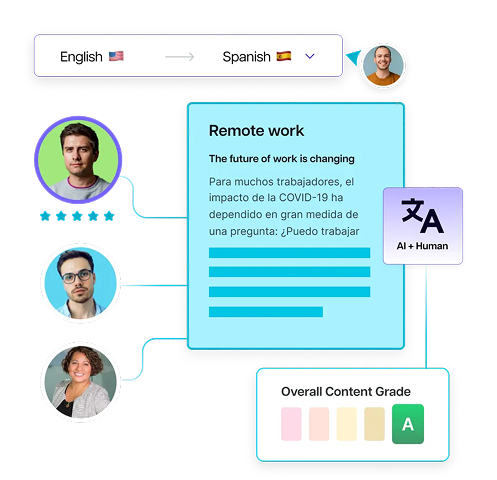 English
Spanish
Remote work
The future of work is changing
Para muchos trabajadores, el
impacto de la COVID-19 ha
dependido en gran medida de
una pregunta: ¿Puedo trabajar
文A
AI + Human
Overall Content Grade
A